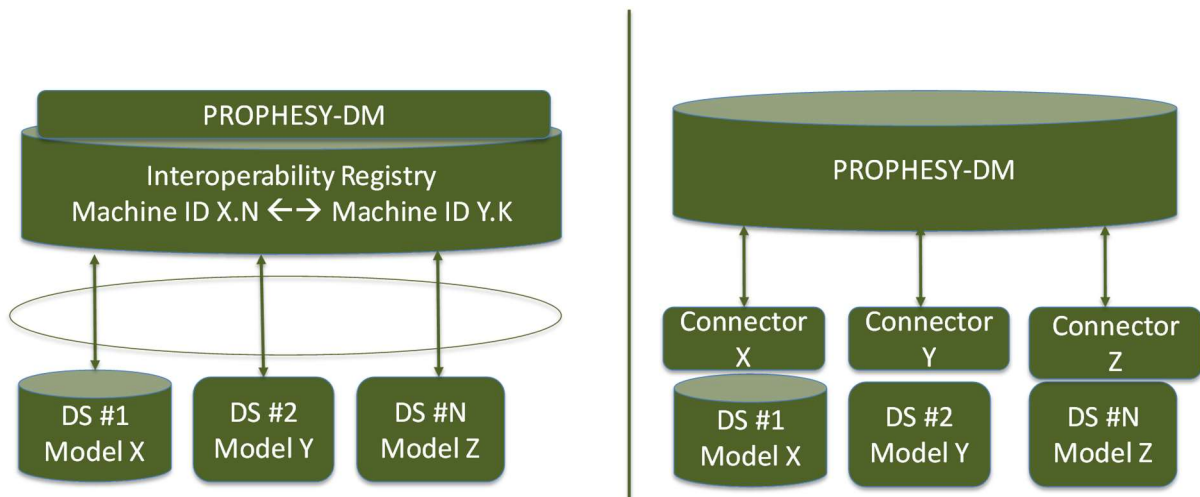 PROPHESY-DM
Interoperability Registry
Machine ID X.N ←→ Machine ID Y.K
DS #1
Model X
DS #2
Model Y
DS #N
Model Z
PROPHESY-DM
Connector
X
Connector
Y
Connector
Z
DS #1
Model X
DS #2
Model Y
DS #N
Model Z